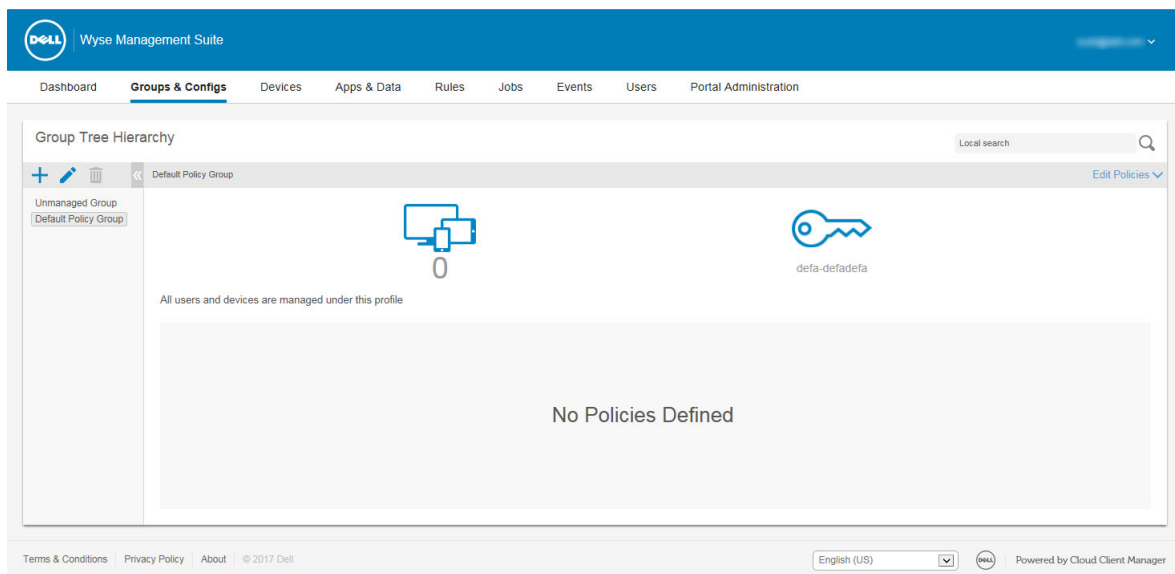 DELL Wyse Management Suite
Dashboard Groups & Configs Devices Apps & Data Rules Jobs Events Users Portal Administration
Group Tree Hierarchy
Local search
Default Policy Group
Edit Policies
Unmanaged Group
Default Policy Group
0
defa-defadefa
All users and devices are managed under this profile
No Policies Defined
Terms & Conditions Privacy Policy About © 2017 Dell English (US) DELL Powered by Cloud Client Manager